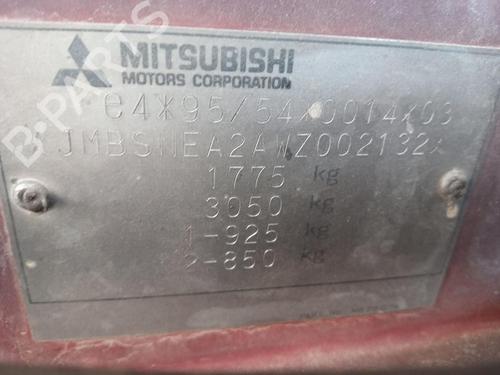 MITSUBISHI
MOTORS CORPORATION
e4*95/54*0014*03
JMBSNEA2AWZ002132*
1775 kg
3050 kg
1-925 kg
2-850 kg
B-PARTS